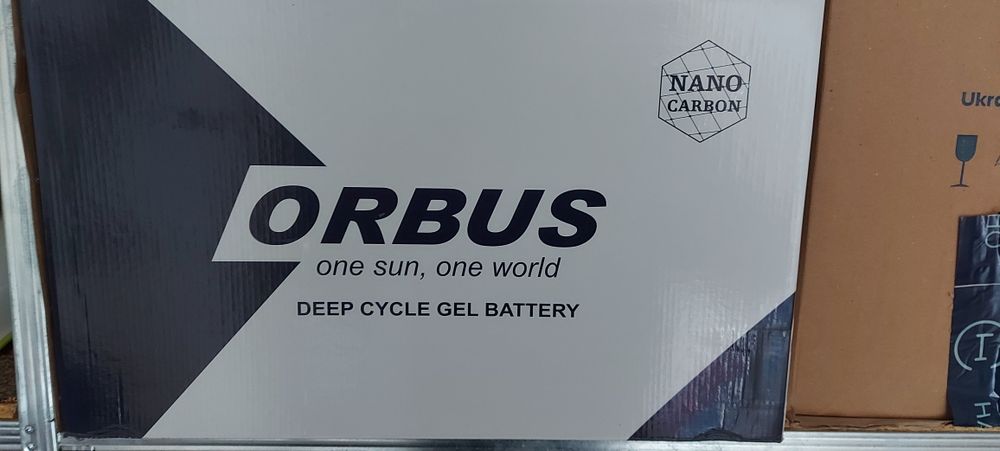 NANO
CARBON
ORBUS
one sun, one world
DEEP CYCLE GEL BATTERY